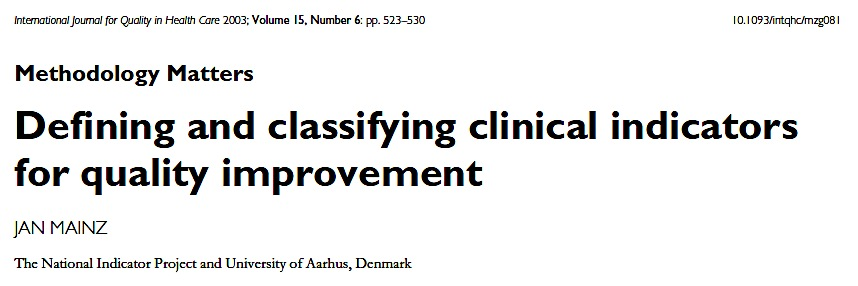 International Journal for Quality in Health Care 2003; Volume 15, Number 6: pp. 523–530 10.1093/intqhc/mzg081
Methodology Matters
Defining and classifying clinical indicators
for quality improvement
JAN MAINZ
The National Indicator Project and University of Aarhus, Denmark